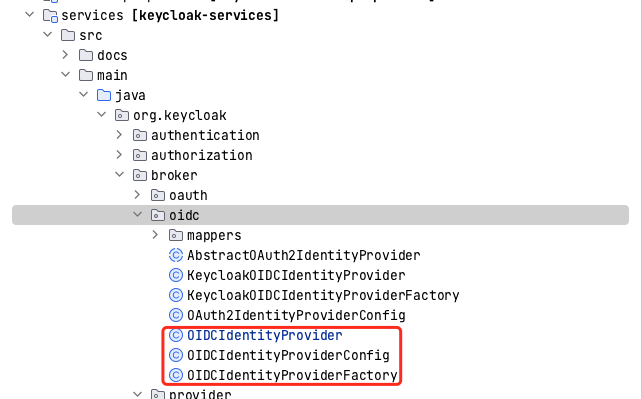 services [keycloak-services]
src
docs
main
java
org.keycloak
authentication
authorization
broker
oauth
oidc
mappers
AbstractOAuth2IdentityProvider
KeycloakOIDCIdentityProvider
KeycloakOIDCIdentityProviderFactory
OAuth2IdentityProviderConfig
OIDCIdentityProvider
OIDCIdentityProviderConfig
OIDCIdentityProviderFactory
provider